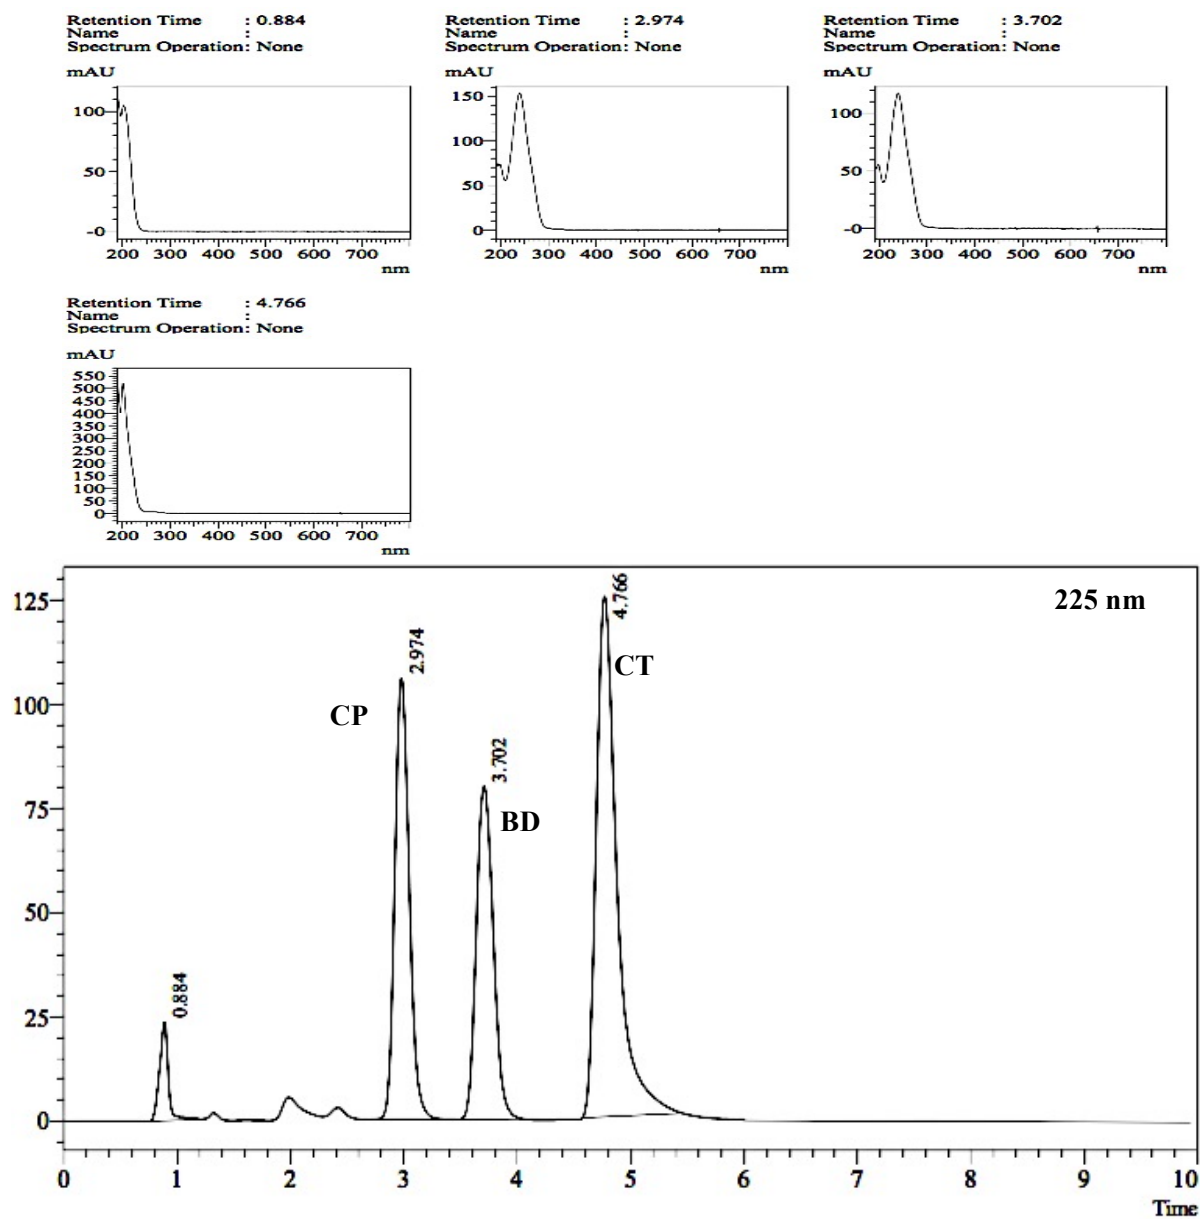 Retention Time : 0.884
Name :
Spectrum Operation: None
mAU
100
50
-0
200 300 400 500 600 700
nm
Retention Time : 2.974
Name :
Spectrum Operation: None
mAU
150
100
50
0
200 300 400 500 600 700
nm
Retention Time : 3.702
Name :
Spectrum Operation: None
mAU
100
50
-0
200 300 400 500 600 700
nm
Retention Time : 4.766
Name :
Spectrum Operation: None
mAU
550
500
450
400
350
300
250
200
150
100
50
0
200 300 400 500 600 700
nm
225 nm
125
100
75
50
25
0
0.884
CP
2.974
3.702
BD
4.766
CT
0 1 2 3 4 5 6 7 8 9 10
Time